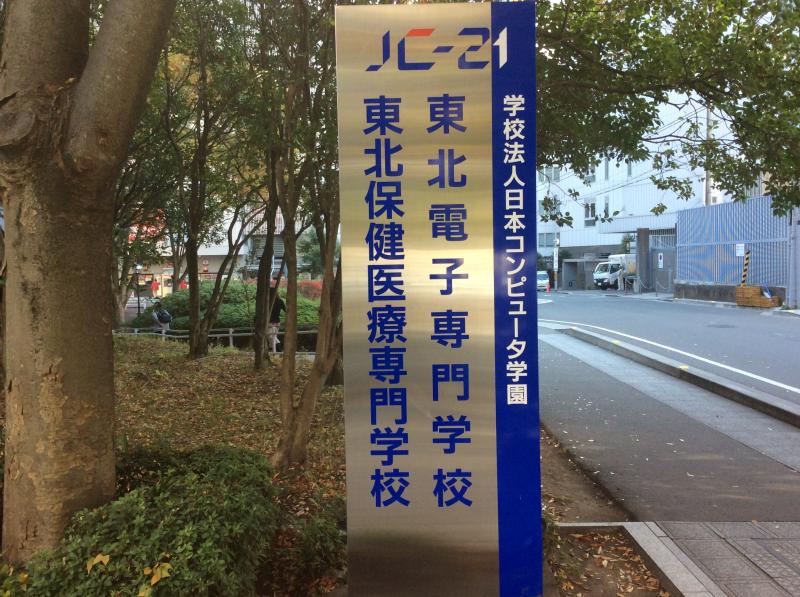 JC-21
学校法人日本コンピュータ学園
東北電子専門学校
東北保健医療専門学校